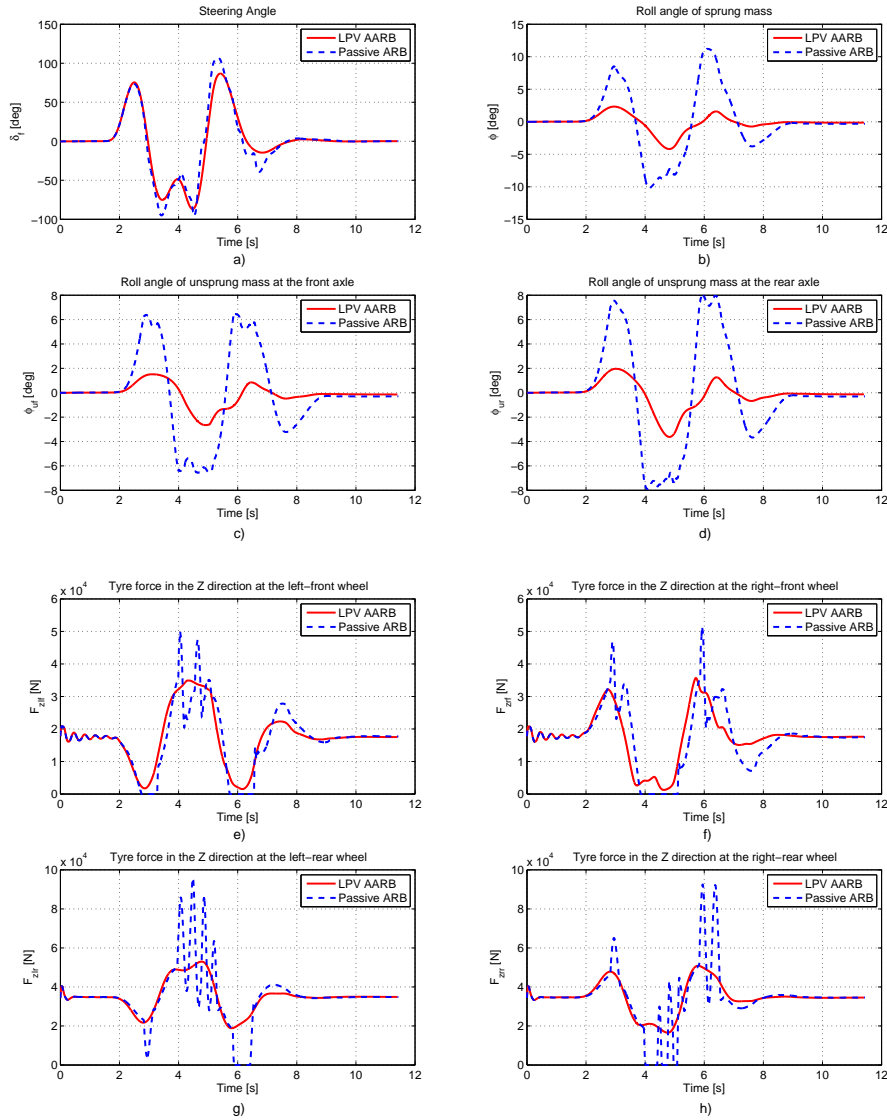 Steering Angle
150
100
50
0
−50
−100
δ_l [deg]
0 2 4 6 8 10 12
Time [s]
LPV AARB
Passive ARB
a)
Roll angle of sprung mass
15
10
5
0
−5
−10
−15
ϕ [deg]
0 2 4 6 8 10 12
Time [s]
LPV AARB
Passive ARB
b)
Roll angle of unsprung mass at the front axle
8
6
4
2
0
−2
−4
−6
−8
ϕ_uf [deg]
0 2 4 6 8 10 12
Time [s]
LPV AARB
Passive ARB
c)
Roll angle of unsprung mass at the rear axle
8
6
4
2
0
−2
−4
−6
−8
ϕ_ur [deg]
0 2 4 6 8 10 12
Time [s]
LPV AARB
Passive ARB
d)
Tyre force in the Z direction at the left−front wheel
x 10^4
6
5
4
3
2
1
0
F_zlf [N]
0 2 4 6 8 10 12
Time [s]
LPV AARB
Passive ARB
e)
Tyre force in the Z direction at the right−front wheel
x 10^4
6
5
4
3
2
1
0
F_zrf [N]
0 2 4 6 8 10 12
Time [s]
LPV AARB
Passive ARB
f)
Tyre force in the Z direction at the left−rear wheel
x 10^4
10
8
6
4
2
0
F_zlr [N]
0 2 4 6 8 10 12
Time [s]
LPV AARB
Passive ARB
g)
Tyre force in the Z direction at the right−rear wheel
x 10^4
10
8
6
4
2
0
F_zrr [N]
0 2 4 6 8 10 12
Time [s]
LPV AARB
Passive ARB
h)